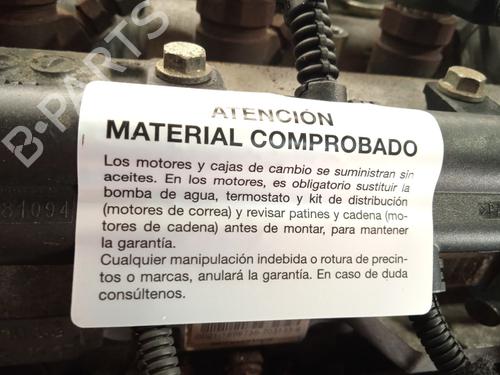 B-PARTS
81094
ATENCIÓN
MATERIAL COMPROBADO
Los motores y cajas de cambio se suministran sin
aceites. En los motores, es obligatorio sustituir la
bomba de agua, termostato y kit de distribución
(motores de correa) y revisar patines y cadena (mo-
tores de cadena) antes de montar, para mantener
la garantía.
Cualquier manipulación indebida o rotura de precin-
tos o marcas, anulará la garantía. En caso de duda
consúltenos.